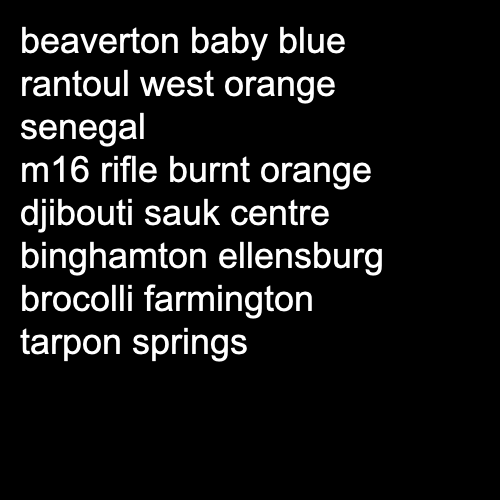 beaverton baby blue
rantoul west orange
senegal
m16 rifle burnt orange
djibouti sauk centre
binghamton ellensburg
brocolli farmington
tarpon springs